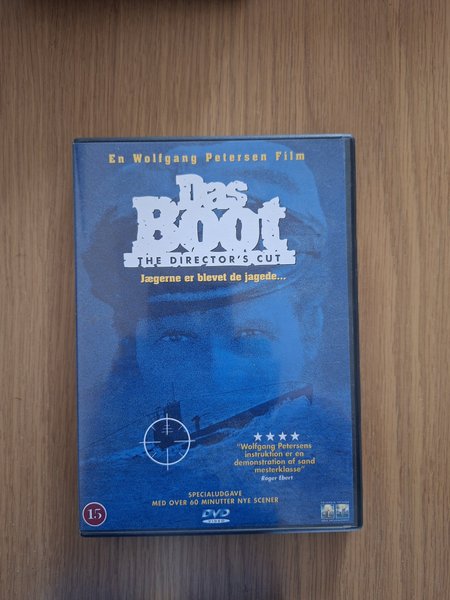 En Wolfgang Petersen Film
Das
Boot
THE DIRECTOR'S CUT
Jægerne er blevet de jagede...
"Wolfgang Petersens
instruktion er en
demonstration af sand
mesterklasse"
Roger Ebert
SPECIALUDGAVE
MED OVER 60 MINUTTER NYE SCENER
15
DVD
VIDEO